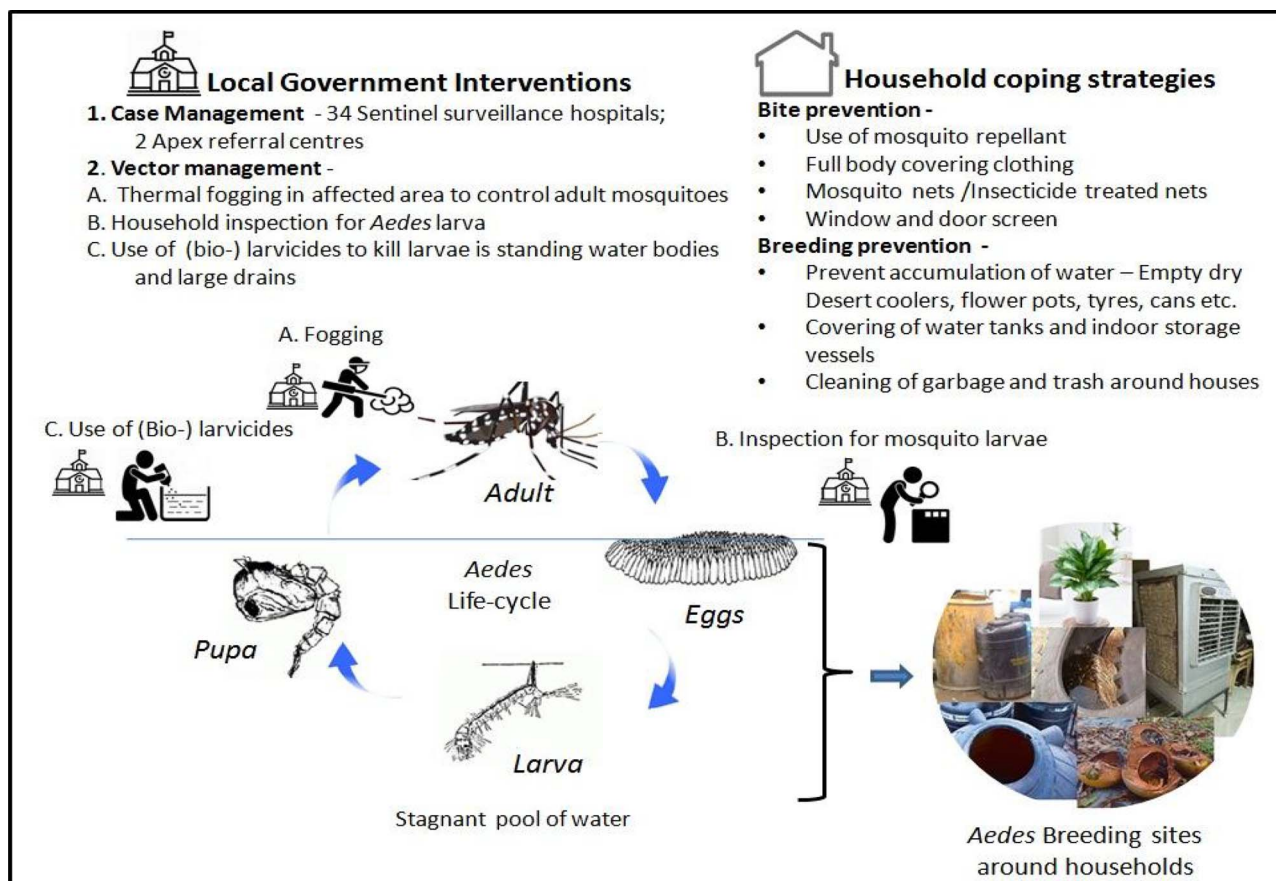 Local Government Interventions
1. Case Management - 34 Sentinel surveillance hospitals;
2 Apex referral centres
2. Vector management -
A. Thermal fogging in affected area to control adult mosquitoes
B. Household inspection for Aedes larva
C. Use of (bio-) larvicides to kill larvae is standing water bodies
and large drains
Household coping strategies
Bite prevention -
• Use of mosquito repellant
• Full body covering clothing
• Mosquito nets /Insecticide treated nets
• Window and door screen
Breeding prevention -
• Prevent accumulation of water – Empty dry
Desert coolers, flower pots, tyres, cans etc.
• Covering of water tanks and indoor storage
vessels
• Cleaning of garbage and trash around houses
A. Fogging
C. Use of (Bio-) larvicides
B. Inspection for mosquito larvae
Adult
Aedes
Life-cycle
Eggs
Pupa
Larva
Stagnant pool of water
Aedes Breeding sites
around households